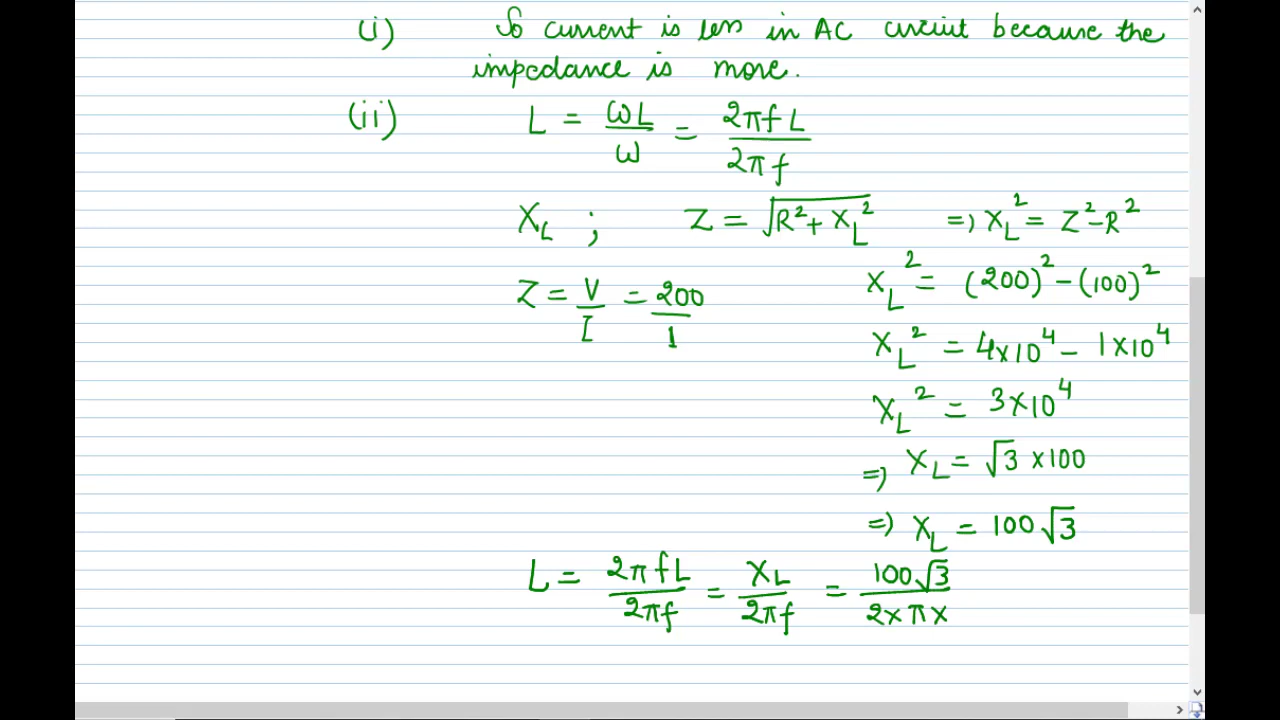 (i) So current is less in AC circuit because the
impedance is more.
(ii) L = ωL/ω = 2πfL/2πf
X_L ; Z = √(R² + X_L²) ⇒ X_L² = Z² - R²
Z = V/I = 200/1
X_L² = (200)² - (100)²
X_L² = 4×10⁴ - 1×10⁴
X_L² = 3×10⁴
⇒ X_L = √3 ×100
⇒ X_L = 100√3
L = 2πfL/2πf = X_L/2πf = 100√3/2×π×